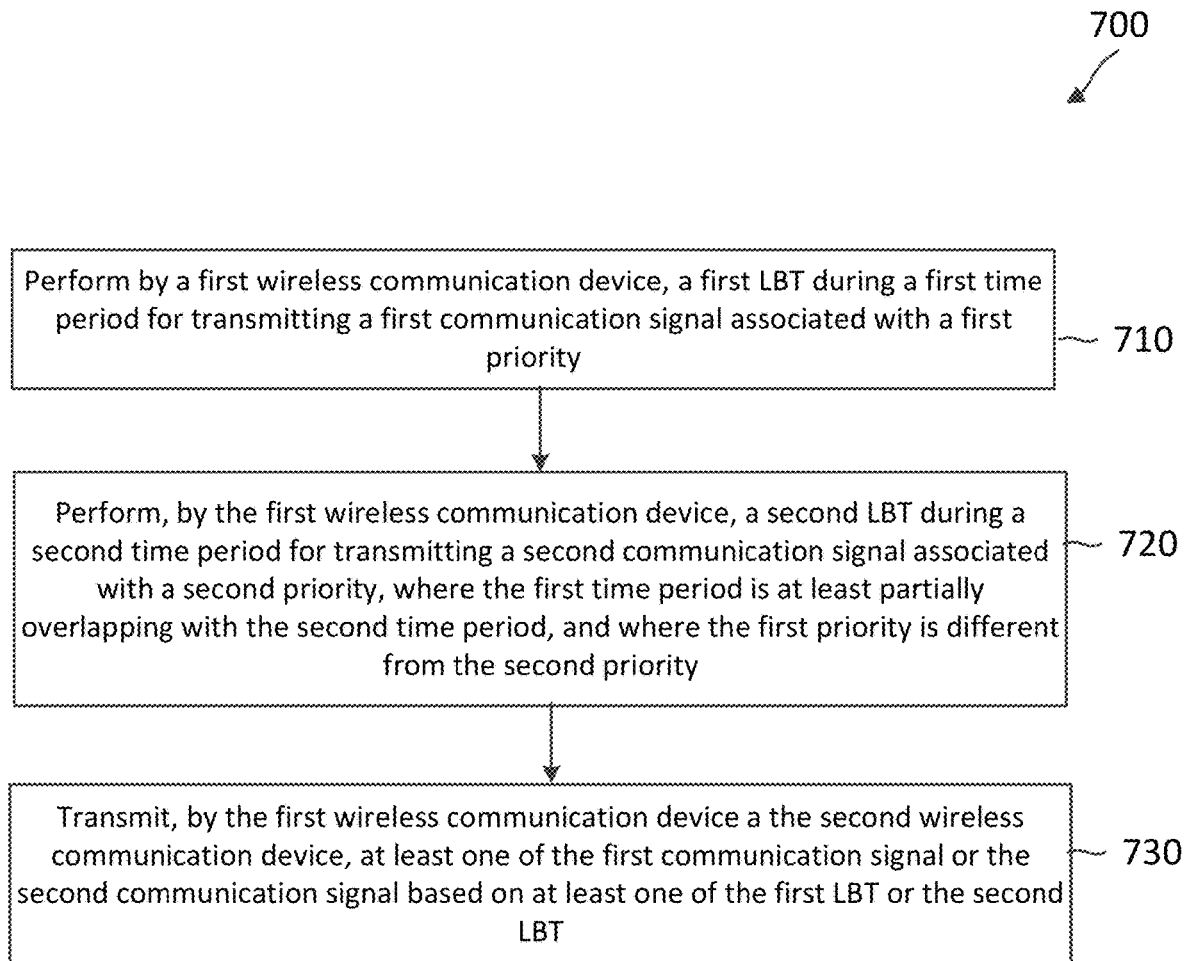 700
Perform by a first wireless communication device, a first LBT during a first time
period for transmitting a first communication signal associated with a first
priority
710
Perform, by the first wireless communication device, a second LBT during a
second time period for transmitting a second communication signal associated
with a second priority, where the first time period is at least partially
overlapping with the second time period, and where the first priority is different
from the second priority
720
Transmit, by the first wireless communication device a the second wireless
communication device, at least one of the first communication signal or the
second communication signal based on at least one of the first LBT or the second
LBT
730